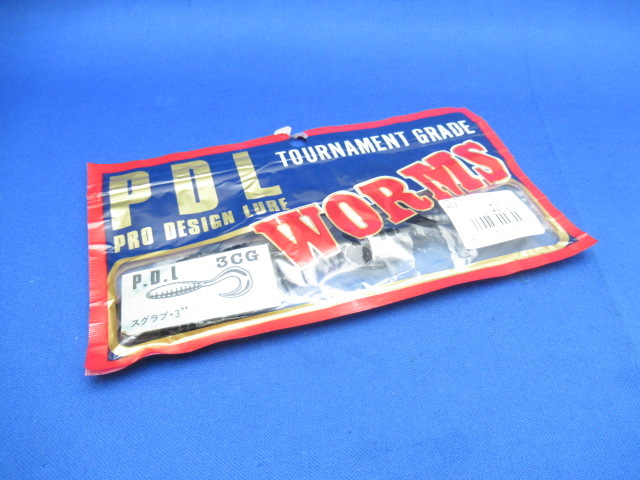 TOURNAMENT GRADE
PDL
PRO DESIGN LURE
WORMS
P.D.L 3CG
スグラブ-3"